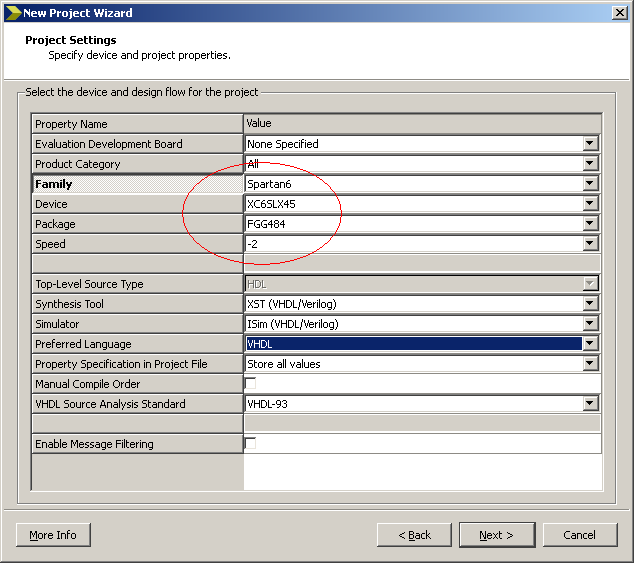 New Project Wizard
Project Settings
Specify device and project properties.
Select the device and design flow for the project
Property Name Value
Evaluation Development Board None Specified
Product Category All
Family Spartan6
Device XC6SLX45
Package FGG484
Speed -2
Top-Level Source Type HDL
Synthesis Tool XST (VHDL/Verilog)
Simulator ISim (VHDL/Verilog)
Preferred Language VHDL
Property Specification in Project File Store all values
Manual Compile Order
VHDL Source Analysis Standard VHDL-93
Enable Message Filtering
More Info < Back Next > Cancel